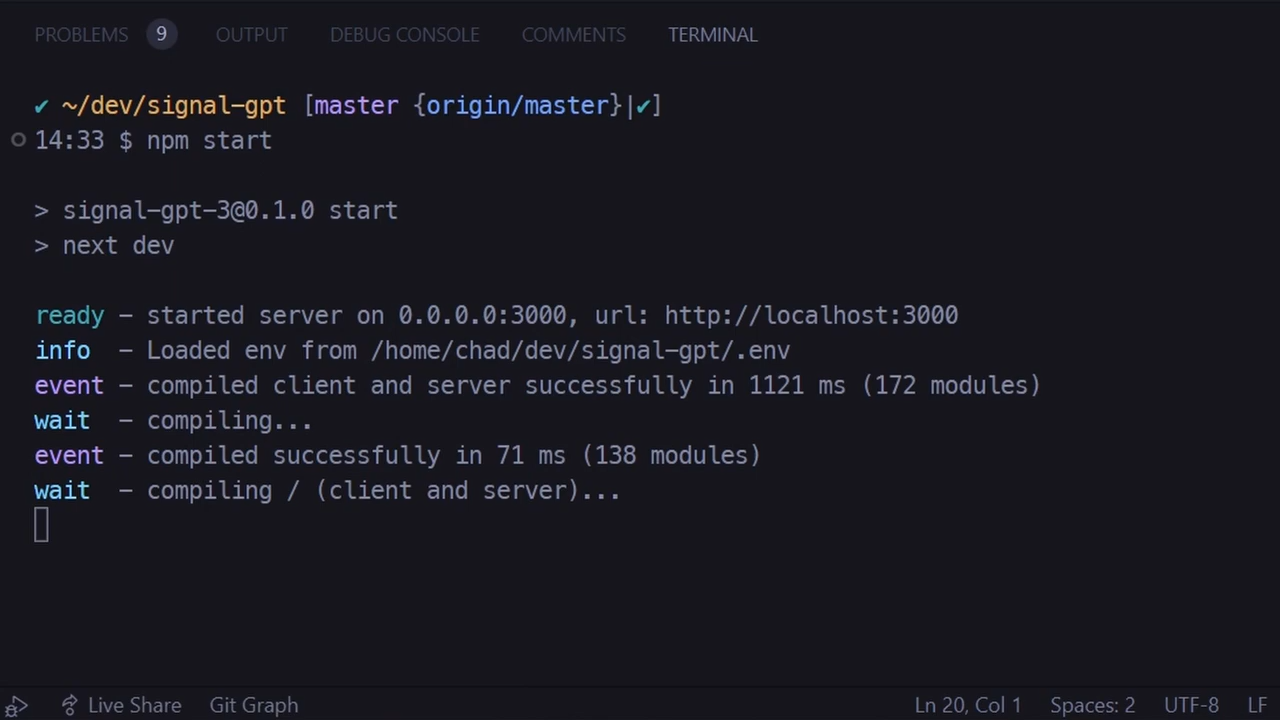 PROBLEMS 9 OUTPUT DEBUG CONSOLE COMMENTS TERMINAL
✔ ~/dev/signal-gpt [master {origin/master}|✔]
14:33 $ npm start
> signal-gpt-3@0.1.0 start
> next dev
ready - started server on 0.0.0.0:3000, url: http://localhost:3000
info - Loaded env from /home/chad/dev/signal-gpt/.env
event - compiled client and server successfully in 1121 ms (172 modules)
wait - compiling...
event - compiled successfully in 71 ms (138 modules)
wait - compiling / (client and server)...
Live Share Git Graph Ln 20, Col 1 Spaces: 2 UTF-8 LF